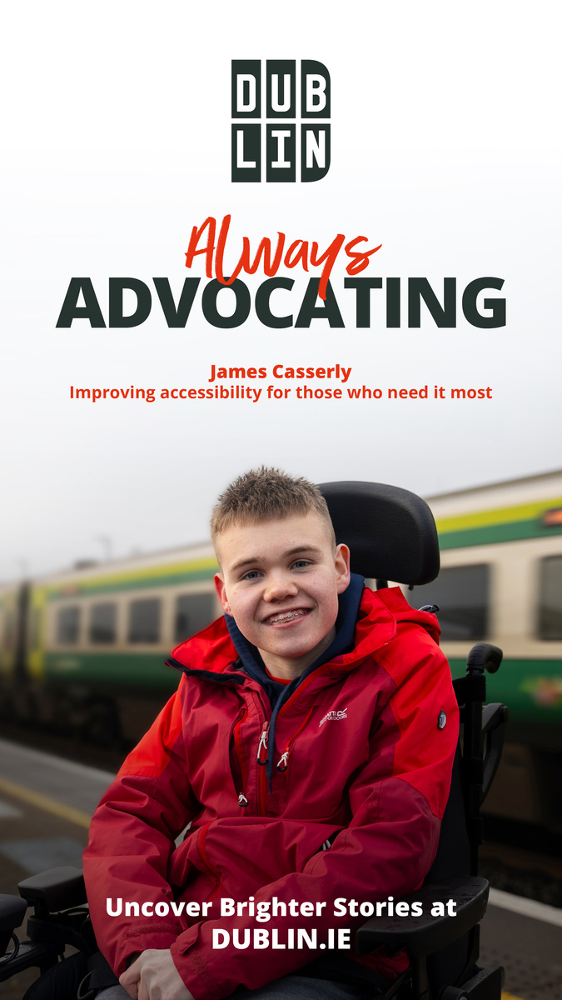 DUB
LIN
Always
ADVOCATING
James Casserly
Improving accessibility for those who need it most
Uncover Brighter Stories at
DUBLIN.IE